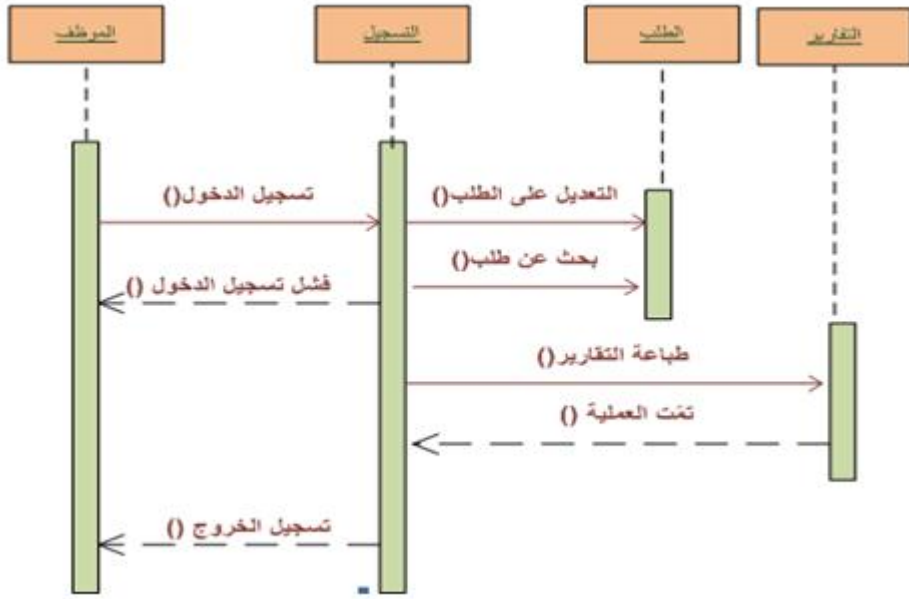 الموظف
التسجيل
الطلب
التقارير
تسجيل الدخول()
التعديل على الطلب()
بحث عن طلب()
فشل تسجيل الدخول ()
طباعة التقارير()
تمّت العملية ()
تسجيل الخروج ()